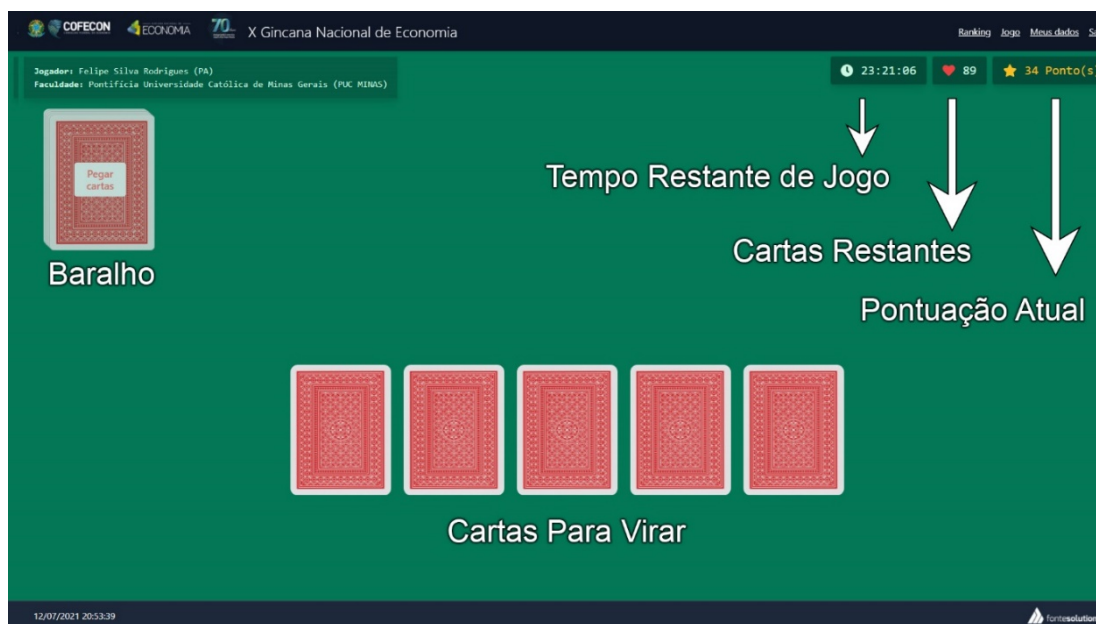 COFECON
ECONOMIA
70
X Gincana Nacional de Economia
Ranking Jogo Meus dados
Jogador: Felipe Silva Rodrigues (PA)
Faculdade: Pontifícia Universidade Católica de Minas Gerais (PUC MINAS)
23:21:06
89
34 Ponto(s)
Pegar
cartas
Baralho
Tempo Restante de Jogo
Cartas Restantes
Pontuação Atual
Cartas Para Virar
12/07/2021 20:53:39
fontesolution